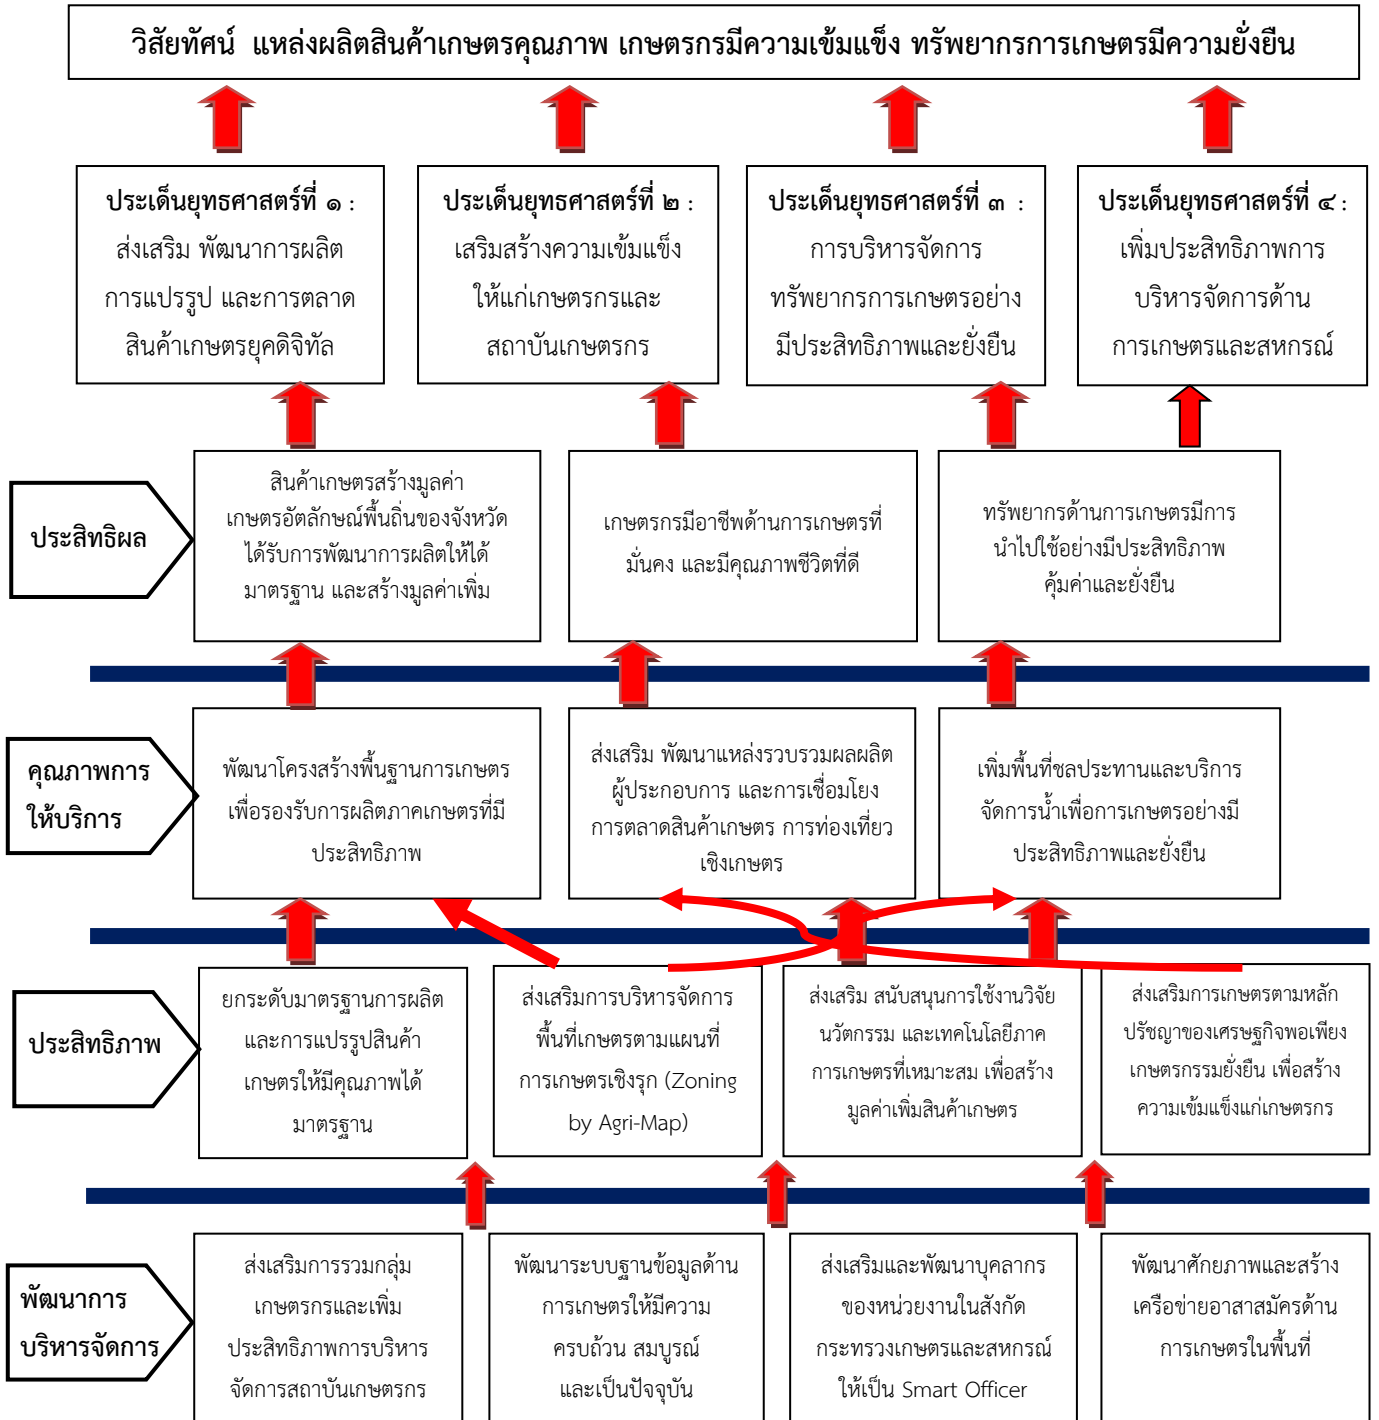 วิสัยทัศน์ แหล่งผลิตสินค้าเกษตรคุณภาพ เกษตรกรมีความเข้มแข็ง ทรัพยากรการเกษตรมีความยั่งยืน
ประเด็นยุทธศาสตร์ที่ ๑ :
ส่งเสริม พัฒนาการผลิต
การแปรรูป และการตลาด
สินค้าเกษตรยุคดิจิทัล
ประเด็นยุทธศาสตร์ที่ ๒ :
เสริมสร้างความเข้มแข็ง
ให้แก่เกษตรกรและ
สถาบันเกษตรกร
ประเด็นยุทธศาสตร์ที่ ๓ :
การบริหารจัดการ
ทรัพยากรการเกษตรอย่าง
มีประสิทธิภาพและยั่งยืน
ประเด็นยุทธศาสตร์ที่ ๔ :
เพิ่มประสิทธิภาพการ
บริหารจัดการด้าน
การเกษตรและสหกรณ์
ประสิทธิผล
สินค้าเกษตรสร้างมูลค่า
เกษตรอัตลักษณ์พื้นถิ่นของจังหวัด
ได้รับการพัฒนาการผลิตให้ได้
มาตรฐาน และสร้างมูลค่าเพิ่ม
เกษตรกรมีอาชีพด้านการเกษตรที่
มั่นคง และมีคุณภาพชีวิตที่ดี
ทรัพยากรด้านการเกษตรมีการ
นำไปใช้อย่างมีประสิทธิภาพ
คุ้มค่าและยั่งยืน
คุณภาพการ
ให้บริการ
พัฒนาโครงสร้างพื้นฐานการเกษตร
เพื่อรองรับการผลิตภาคเกษตรที่มี
ประสิทธิภาพ
ส่งเสริม พัฒนาแหล่งรวบรวมผลผลิต
ผู้ประกอบการ และการเชื่อมโยง
การตลาดสินค้าเกษตร การท่องเที่ยว
เชิงเกษตร
เพิ่มพื้นที่ชลประทานและบริการ
จัดการน้ำเพื่อการเกษตรอย่างมี
ประสิทธิภาพและยั่งยืน
ประสิทธิภาพ
ยกระดับมาตรฐานการผลิต
และการแปรรูปสินค้า
เกษตรให้มีคุณภาพได้
มาตรฐาน
ส่งเสริมการบริหารจัดการ
พื้นที่เกษตรตามแผนที่
การเกษตรเชิงรุก (Zoning
by Agri-Map)
ส่งเสริม สนับสนุนการใช้งานวิจัย
นวัตกรรม และเทคโนโลยีภาค
การเกษตรที่เหมาะสม เพื่อสร้าง
มูลค่าเพิ่มสินค้าเกษตร
ส่งเสริมการเกษตรตามหลัก
ปรัชญาของเศรษฐกิจพอเพียง
เกษตรกรรมยั่งยืน เพื่อสร้าง
ความเข้มแข็งแก่เกษตรกร
พัฒนาการ
บริหารจัดการ
ส่งเสริมการรวมกลุ่ม
เกษตรกรและเพิ่ม
ประสิทธิภาพการบริหาร
จัดการสถาบันเกษตรกร
พัฒนาระบบฐานข้อมูลด้าน
การเกษตรให้มีความ
ครบถ้วน สมบูรณ์
และเป็นปัจจุบัน
ส่งเสริมและพัฒนาบุคลากร
ของหน่วยงานในสังกัด
กระทรวงเกษตรและสหกรณ์
ให้เป็น Smart Officer
พัฒนาศักยภาพและสร้าง
เครือข่ายอาสาสมัครด้าน
การเกษตรในพื้นที่